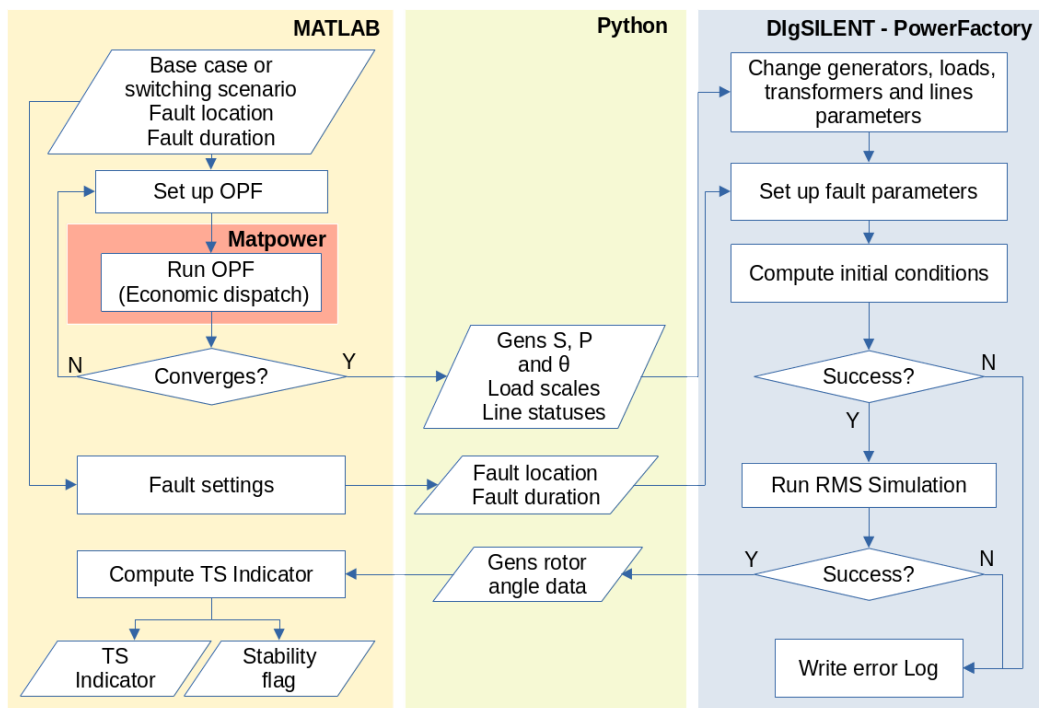 MATLAB
Base case or
switching scenario
Fault location
Fault duration
Set up OPF
Matpower
Run OPF
(Economic dispatch)
N
Converges?
Y
Fault settings
Compute TS Indicator
TS
Indicator
Stability
flag
Python
Gens S, P
and θ
Load scales
Line statuses
Fault location
Fault duration
Gens rotor
angle data
DIgSILENT - PowerFactory
Change generators, loads,
transformers and lines
parameters
Set up fault parameters
Compute initial conditions
Success?
N
Y
Run RMS Simulation
Y
Success?
N
Write error Log